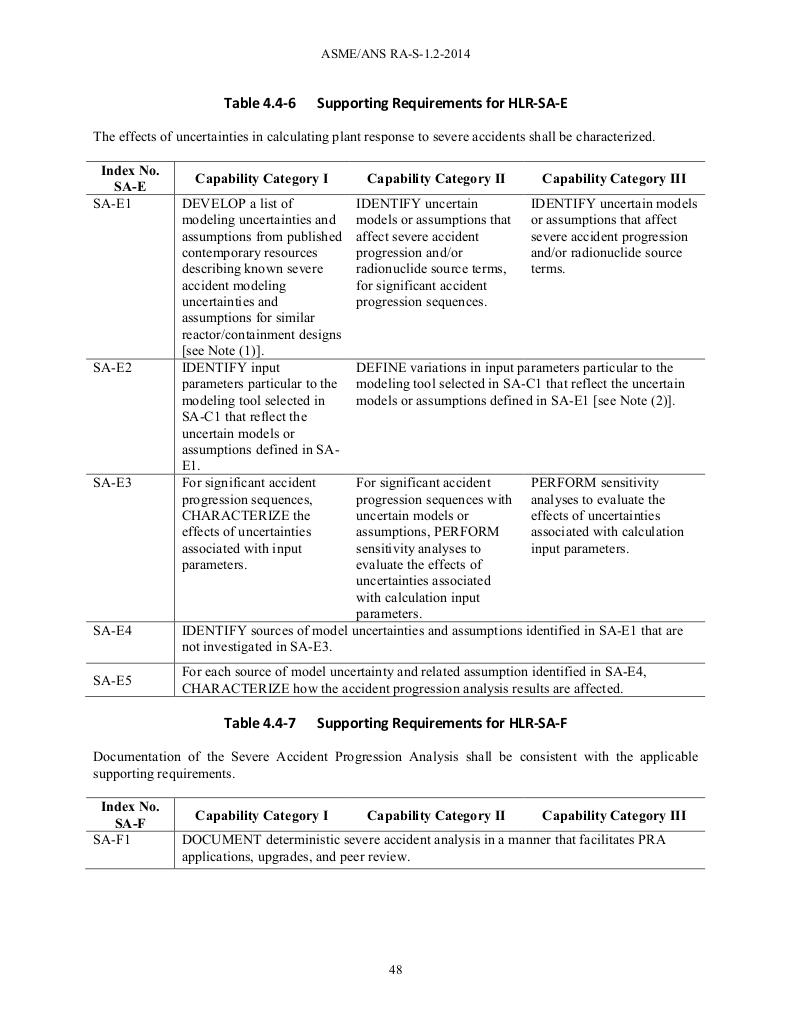 ASME/ANS RA-S-1.2-2014
Table 4.4-6 Supporting Requirements for HLR-SA-E
The effects of uncertainties in calculating plant response to severe accidents shall be characterized.
Index No.
SA-E
Capability Category I
Capability Category II
Capability Category III
SA-E1
DEVELOP a list of
modeling uncertainties and
assumptions from published
contemporary resources
describing known severe
accident modeling
uncertainties and
assumptions for similar
reactor/containment designs
[see Note (1)].
IDENTIFY uncertain
models or assumptions that
affect severe accident
progression and/or
radionuclide source terms,
for significant accident
progression sequences.
IDENTIFY uncertain models
or assumptions that affect
severe accident progression
and/or radionuclide source
terms.
SA-E2
IDENTIFY input
parameters particular to the
modeling tool selected in
SA-C1 that reflect the
uncertain models or
assumptions defined in SA-
E1.
DEFINE variations in input parameters particular to the
modeling tool selected in SA-C1 that reflect the uncertain
models or assumptions defined in SA-E1 [see Note (2)].
SA-E3
For significant accident
progression sequences,
CHARACTERIZE the
effects of uncertainties
associated with input
parameters.
For significant accident
progression sequences with
uncertain models or
assumptions, PERFORM
sensitivity analyses to
evaluate the effects of
uncertainties associated
with calculation input
parameters.
PERFORM sensitivity
analyses to evaluate the
effects of uncertainties
associated with calculation
input parameters.
SA-E4
IDENTIFY sources of model uncertainties and assumptions identified in SA-E1 that are
not investigated in SA-E3.
SA-E5
For each source of model uncertainty and related assumption identified in SA-E4,
CHARACTERIZE how the accident progression analysis results are affected.
Table 4.4-7 Supporting Requirements for HLR-SA-F
Documentation of the Severe Accident Progression Analysis shall be consistent with the applicable
supporting requirements.
Index No.
SA-F
Capability Category I
Capability Category II
Capability Category III
SA-F1
DOCUMENT deterministic severe accident analysis in a manner that facilitates PRA
applications, upgrades, and peer review.
48